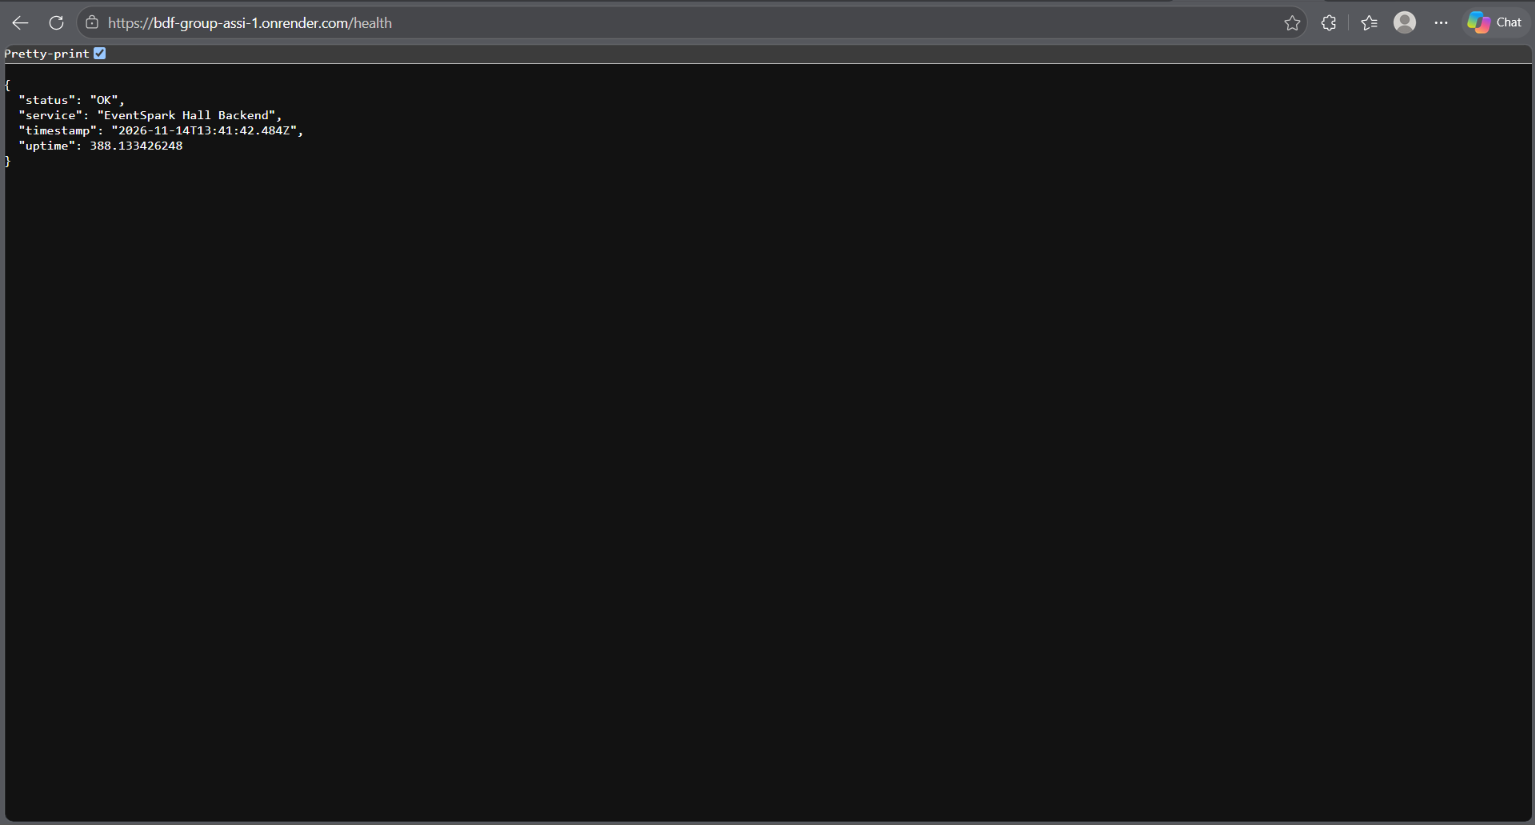 https://bdf-group-assi-1.onrender.com/health
Chat
Pretty-print
{
  "status": "OK",
  "service": "EventSpark Hall Backend",
  "timestamp": "2026-11-14T13:41:42.484Z",
  "uptime": 388.133426248
}